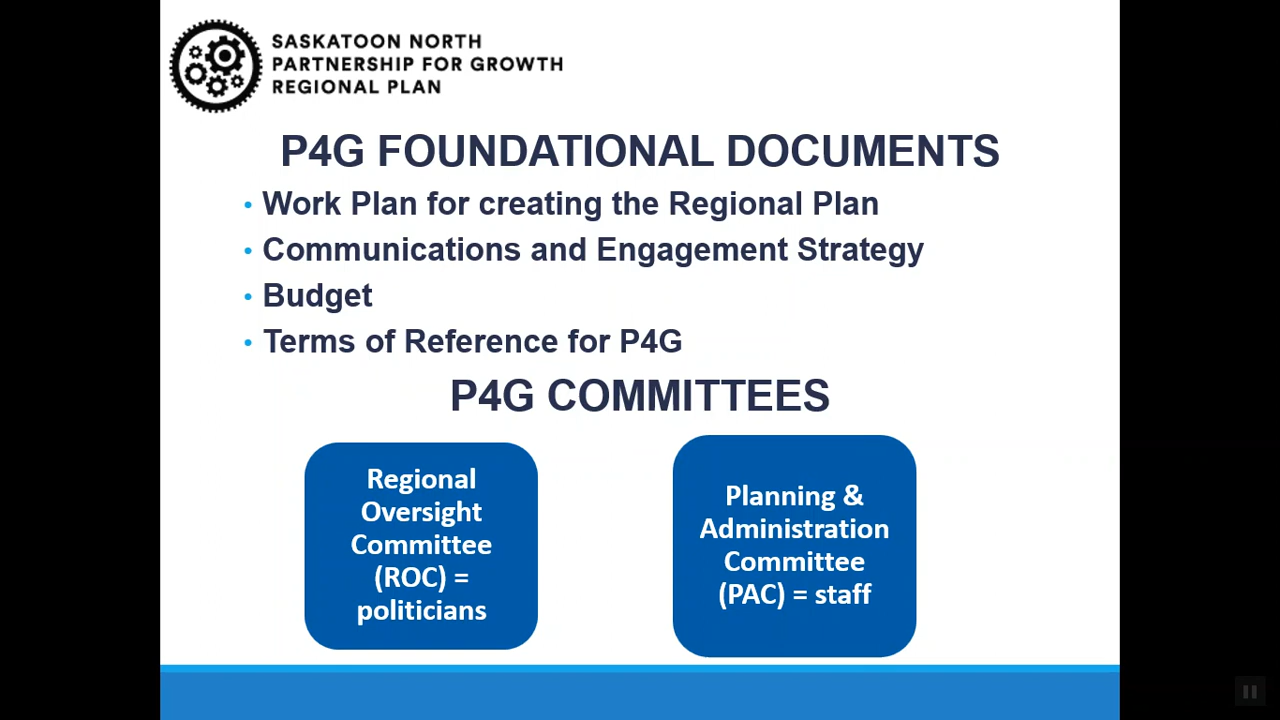 SASKATOON NORTH
PARTNERSHIP FOR GROWTH
REGIONAL PLAN
P4G FOUNDATIONAL DOCUMENTS
• Work Plan for creating the Regional Plan
• Communications and Engagement Strategy
• Budget
• Terms of Reference for P4G
P4G COMMITTEES
Regional
Oversight
Committee
(ROC) =
politicians
Planning &
Administration
Committee
(PAC) = staff